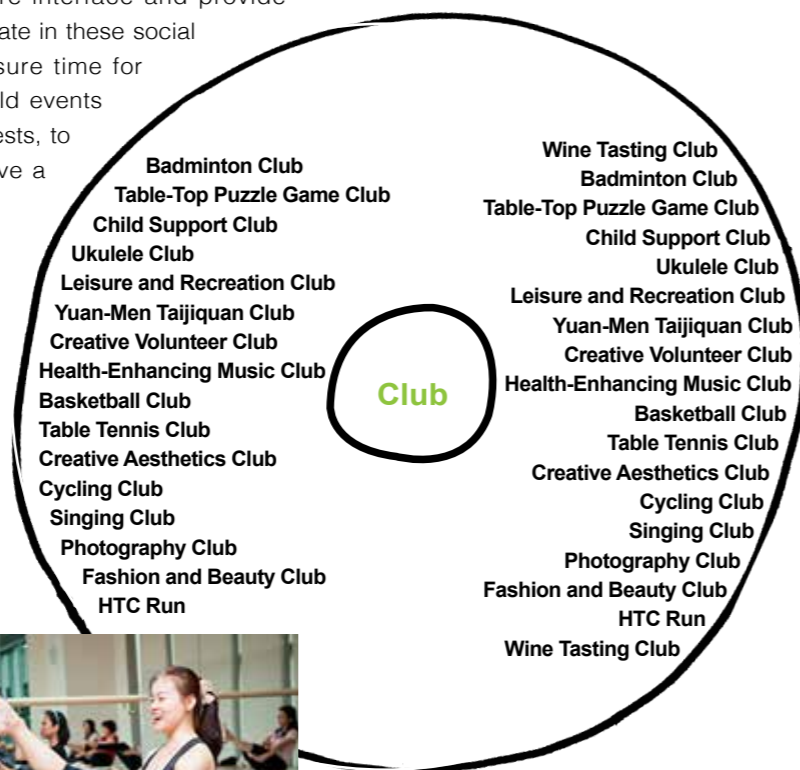 ate in these social
sure time for
ld events
ests, to
ve a
Badminton Club
Table-Top Puzzle Game Club
Child Support Club
Ukulele Club
Leisure and Recreation Club
Yuan-Men Taijiquan Club
Creative Volunteer Club
Health-Enhancing Music Club
Basketball Club
Table Tennis Club
Creative Aesthetics Club
Cycling Club
Singing Club
Photography Club
Fashion and Beauty Club
HTC Run
Club
Wine Tasting Club
Badminton Club
Table-Top Puzzle Game Club
Child Support Club
Ukulele Club
Leisure and Recreation Club
Yuan-Men Taijiquan Club
Creative Volunteer Club
Health-Enhancing Music Club
Basketball Club
Table Tennis Club
Creative Aesthetics Club
Cycling Club
Singing Club
Photography Club
Fashion and Beauty Club
HTC Run
Wine Tasting Club